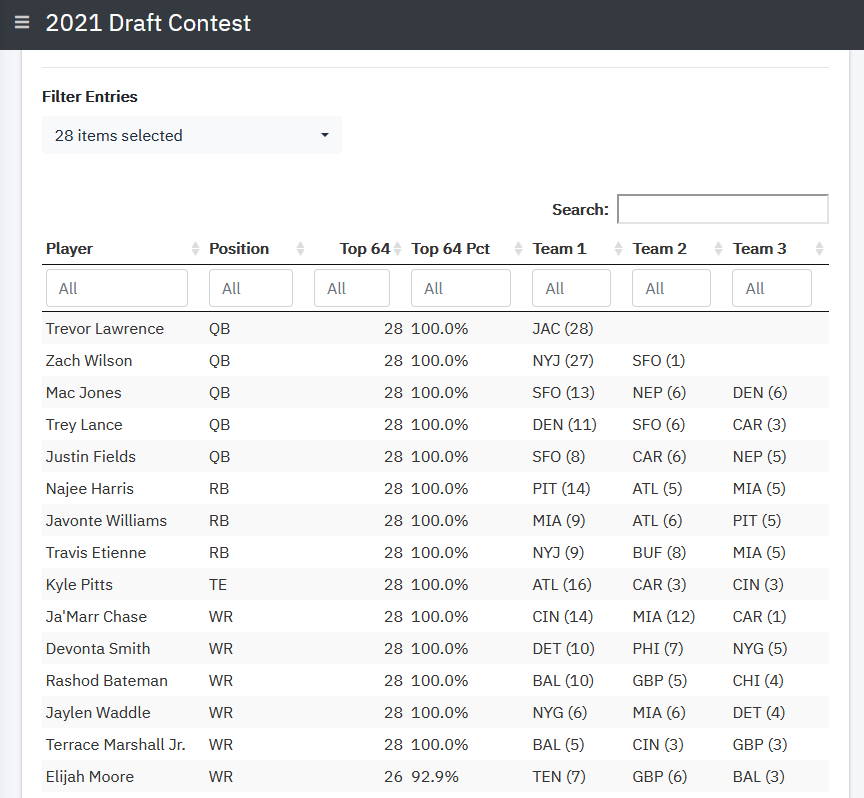 2021 Draft Contest
Filter Entries
28 items selected
Search:
Player Position Top 64 Top 64 Pct Team 1 Team 2 Team 3
All All All All All All All
Trevor Lawrence QB 28 100.0% JAC (28)
Zach Wilson QB 28 100.0% NYJ (27) SFO (1)
Mac Jones QB 28 100.0% SFO (13) NEP (6) DEN (6)
Trey Lance QB 28 100.0% DEN (11) SFO (6) CAR (3)
Justin Fields QB 28 100.0% SFO (8) CAR (6) NEP (5)
Najee Harris RB 28 100.0% PIT (14) ATL (5) MIA (5)
Javonte Williams RB 28 100.0% MIA (9) ATL (6) PIT (5)
Travis Etienne RB 28 100.0% NYJ (9) BUF (8) MIA (5)
Kyle Pitts TE 28 100.0% ATL (16) CAR (3) CIN (3)
Ja'Marr Chase WR 28 100.0% CIN (14) MIA (12) CAR (1)
Devonta Smith WR 28 100.0% DET (10) PHI (7) NYG (5)
Rashod Bateman WR 28 100.0% BAL (10) GBP (5) CHI (4)
Jaylen Waddle WR 28 100.0% NYG (6) MIA (6) DET (4)
Terrace Marshall Jr. WR 28 100.0% BAL (5) CIN (3) GBP (3)
Elijah Moore WR 26 92.9% TEN (7) GBP (6) BAL (3)